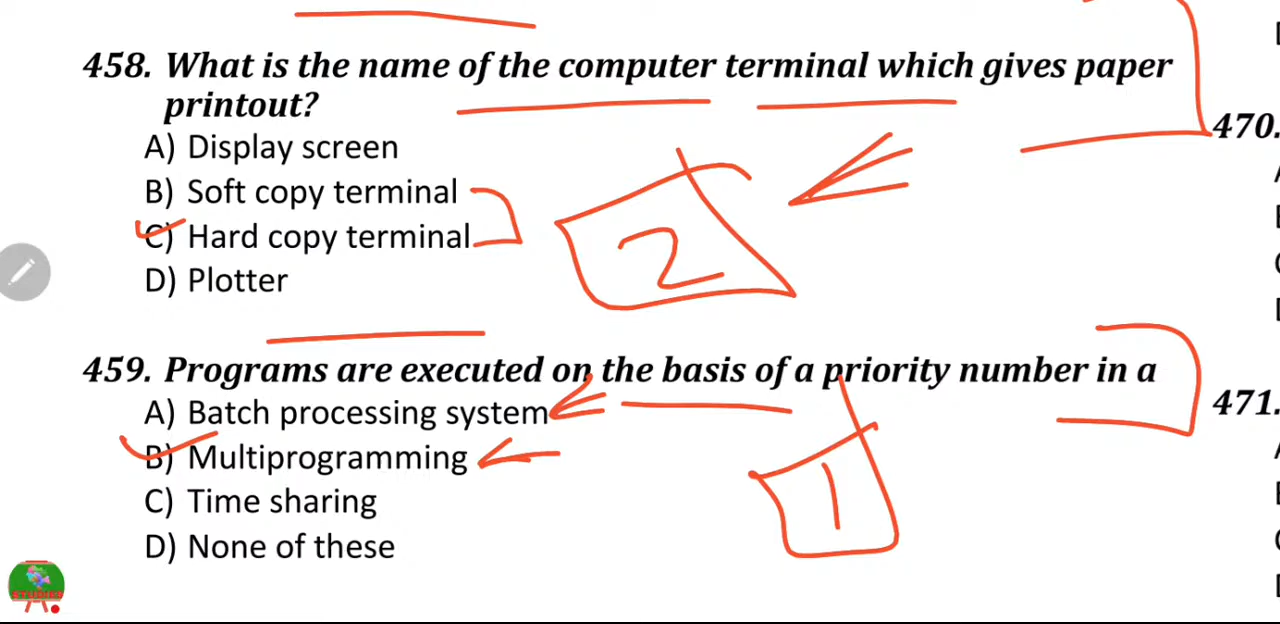 458. What is the name of the computer terminal which gives paper
printout?
A) Display screen
B) Soft copy terminal
C) Hard copy terminal
D) Plotter
2
459. Programs are executed on the basis of a priority number in a
A) Batch processing system
B) Multiprogramming
C) Time sharing
D) None of these
1
470.
471.
STUDIES